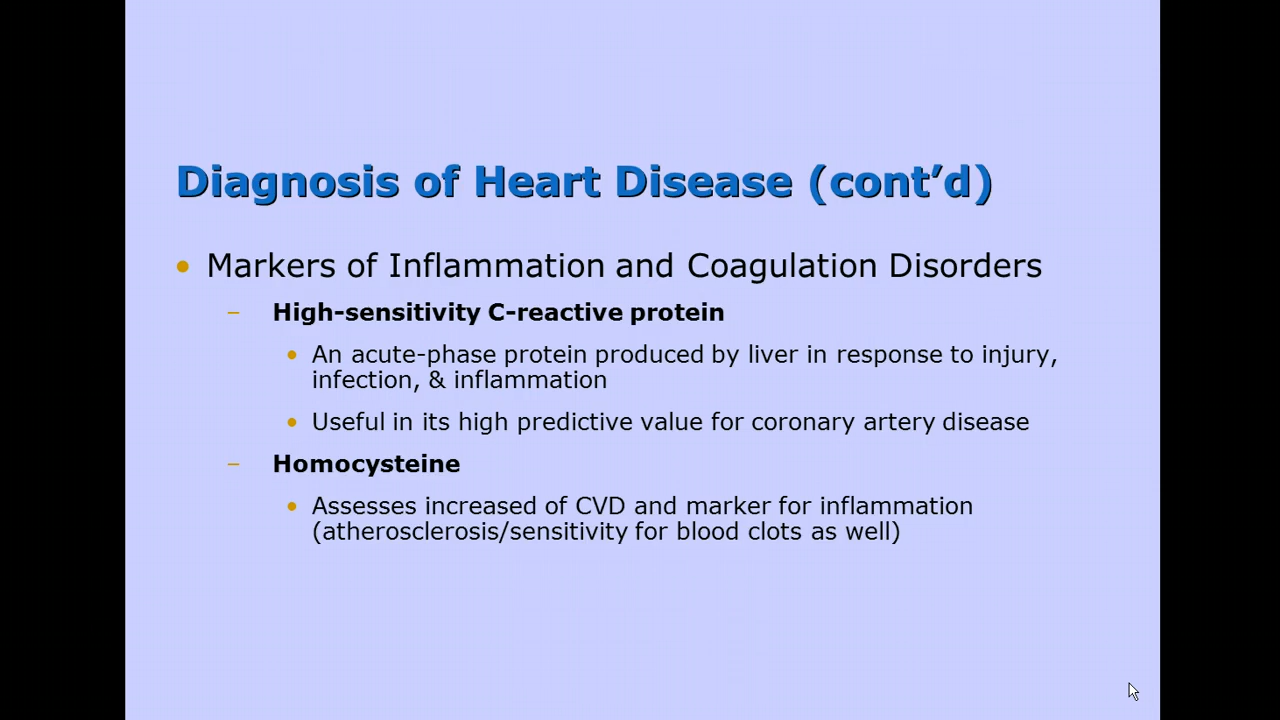 Diagnosis of Heart Disease (cont’d)
• Markers of Inflammation and Coagulation Disorders
– High-sensitivity C-reactive protein
• An acute-phase protein produced by liver in response to injury,
infection, & inflammation
• Useful in its high predictive value for coronary artery disease
– Homocysteine
• Assesses increased of CVD and marker for inflammation
(atherosclerosis/sensitivity for blood clots as well)